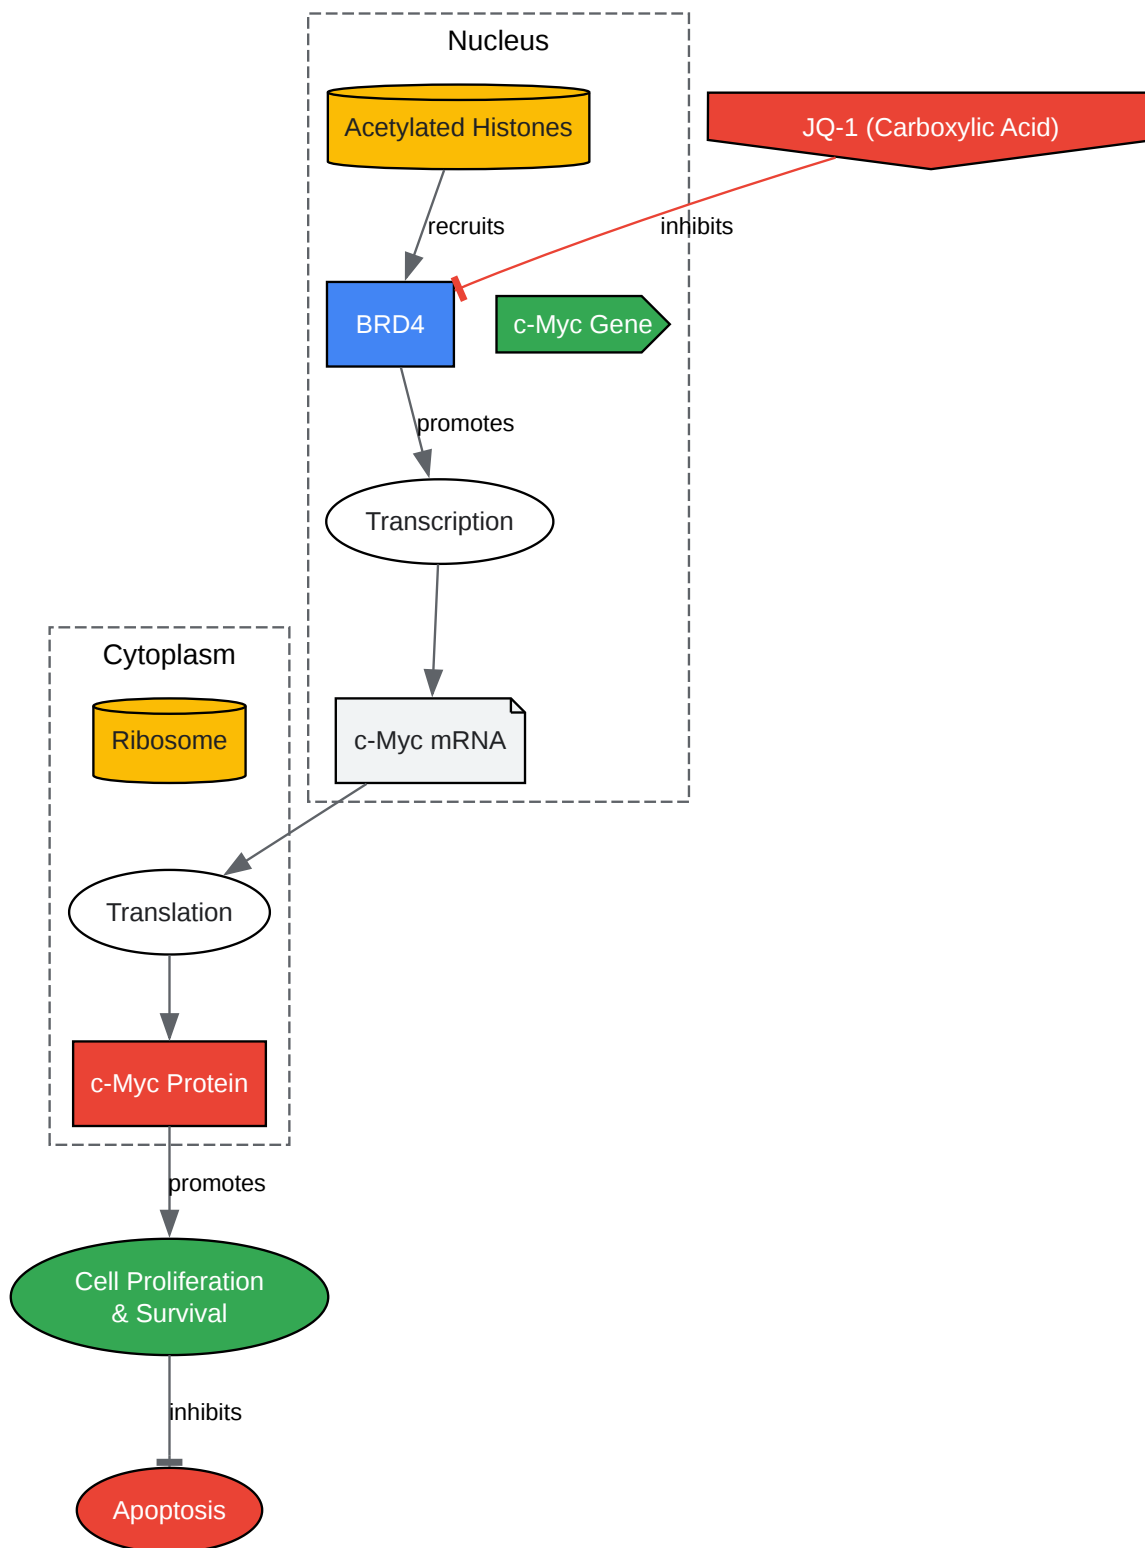 Nucleus
Acetylated Histones
JQ-1 (Carboxylic Acid)
recruits
inhibits
BRD4
c-Myc Gene
promotes
Transcription
Cytoplasm
Ribosome
c-Myc mRNA
Translation
c-Myc Protein
promotes
Cell Proliferation
& Survival
inhibits
Apoptosis